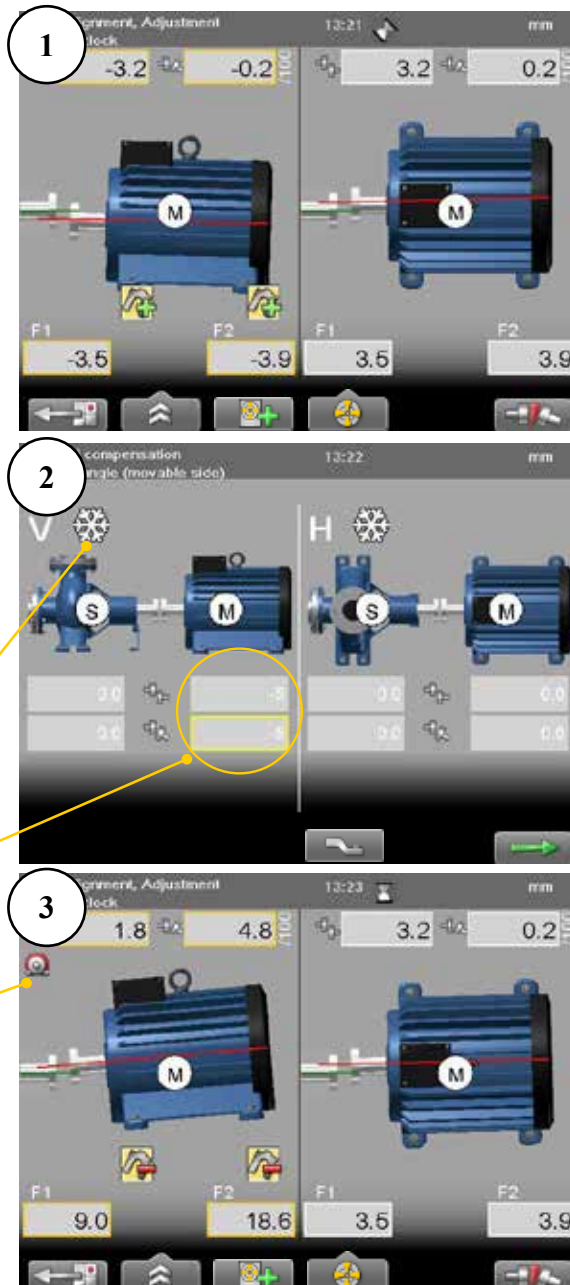 1
gnment, Adjustment 13:21 mm
lock
-3.2 -0.2 /100 3.2 0.2 /100
M M
F1 F2 F1 F2
-3.5 -3.9 3.5 3.9
2
compensation 13:22 mm
ngle (movable side)
V H
S M S M
0.0 -5 0.0 0.0
0.0 -5 0.0 0.0
3
gnment, Adjustment 13:23 mm
lock
1.8 4.8 /100 3.2 0.2 /100
M M
F1 F2 F1 F2
9.0 18.6 3.5 3.9